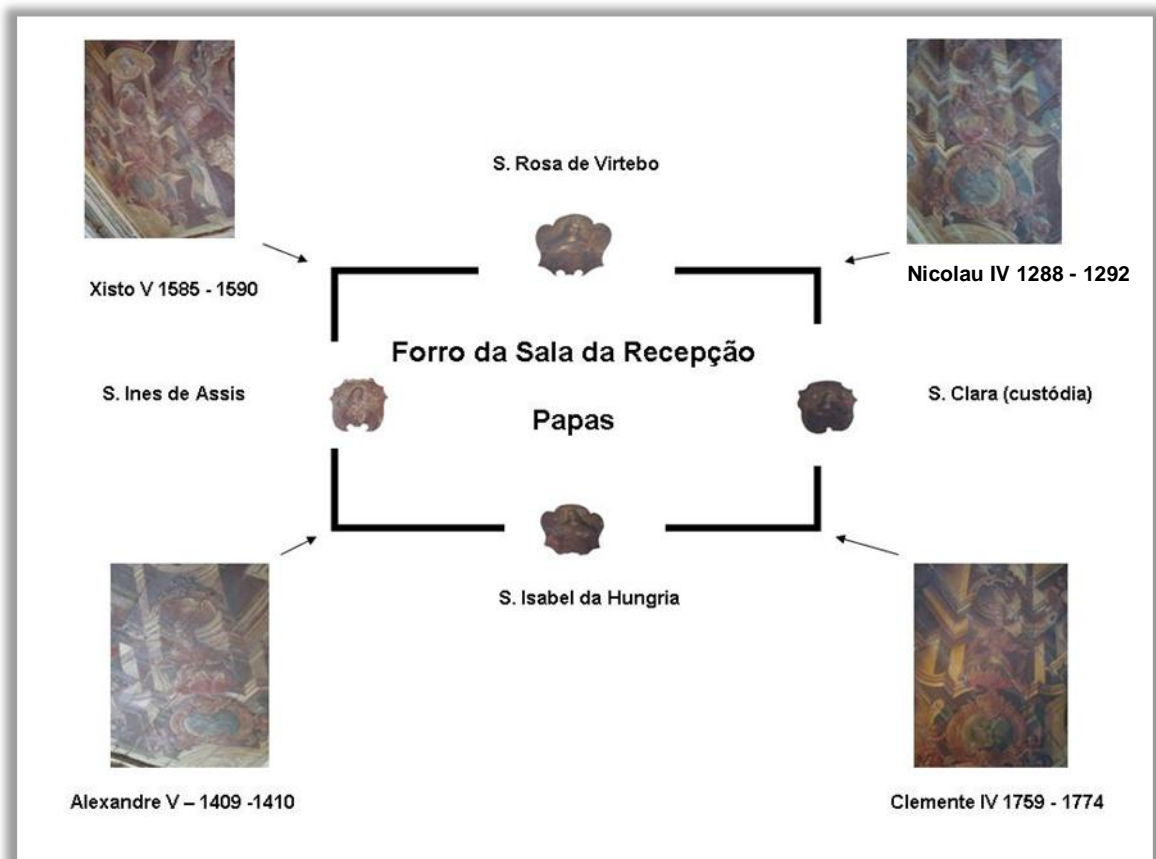 S. Rosa de Virtebo
Xisto V 1585 - 1590
Nicolau IV 1288 - 1292
Forro da Sala da Recepção
S. Ines de Assis
S. Clara (custódia)
Papas
S. Isabel da Hungria
Alexandre V – 1409 -1410
Clemente IV 1759 - 1774